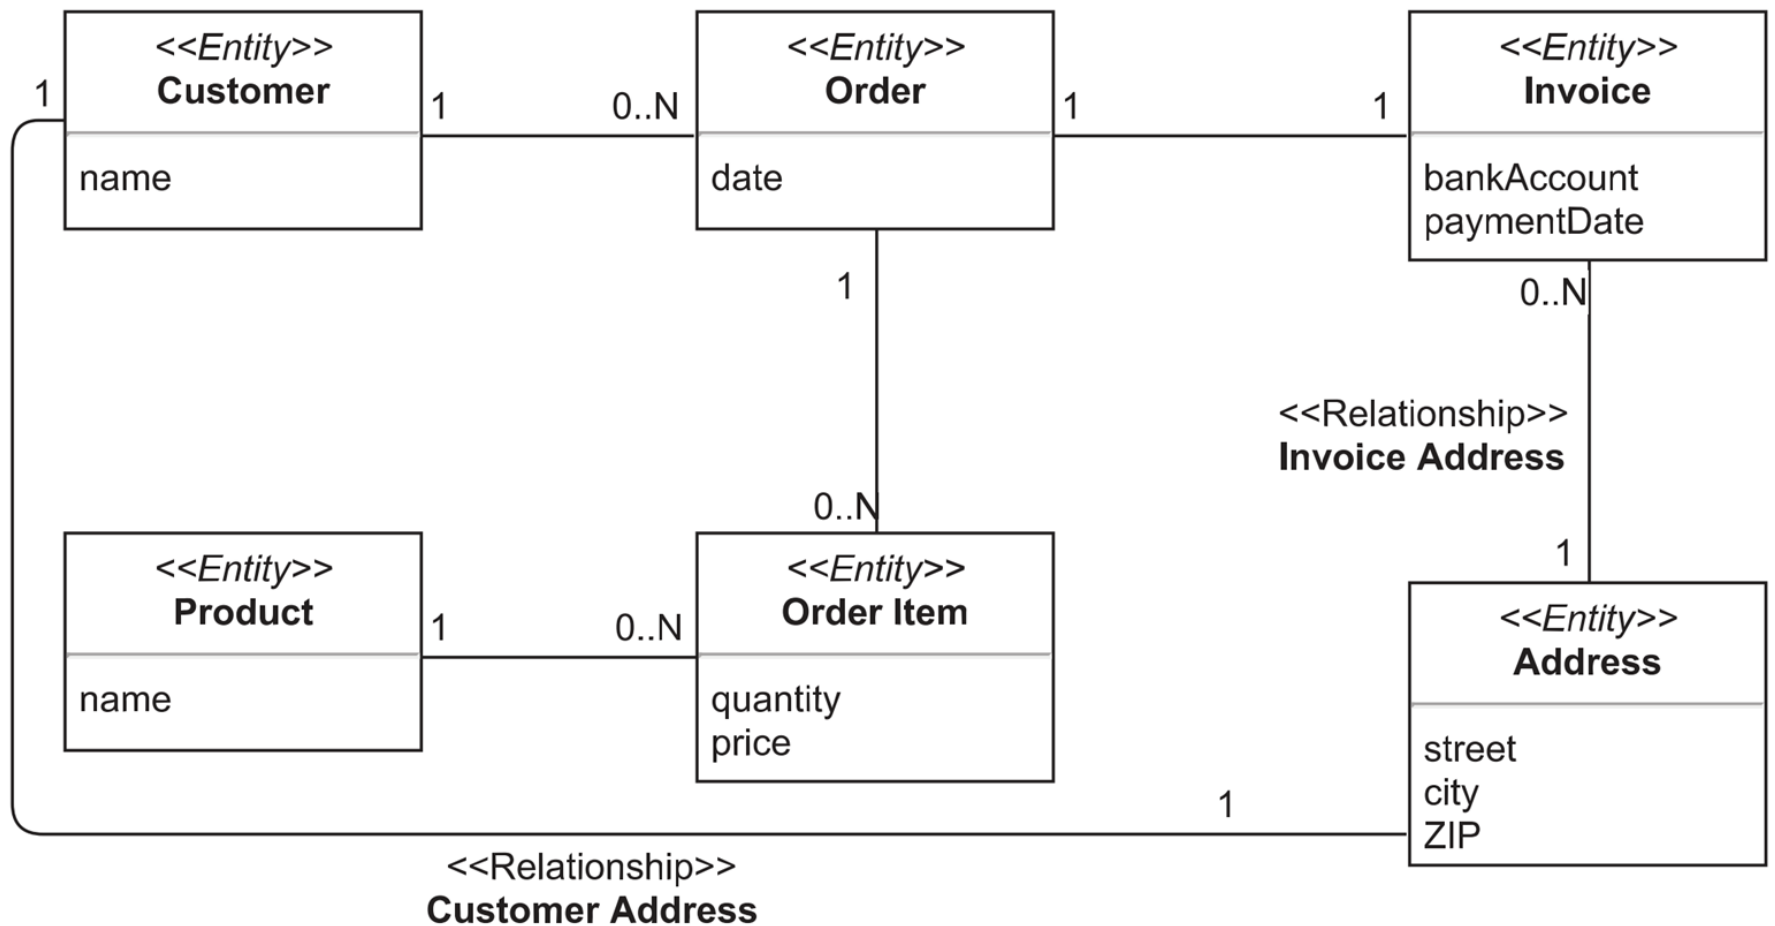 <<Entity>>
Customer
name
1
1
0..N
<<Entity>>
Order
date
1
1
<<Entity>>
Invoice
bankAccount
paymentDate
1
0..N
<<Relationship>>
Invoice Address
0..N
1
<<Entity>>
Product
name
1
0..N
<<Entity>>
Order Item
quantity
price
<<Entity>>
Address
street
city
ZIP
1
<<Relationship>>
Customer Address